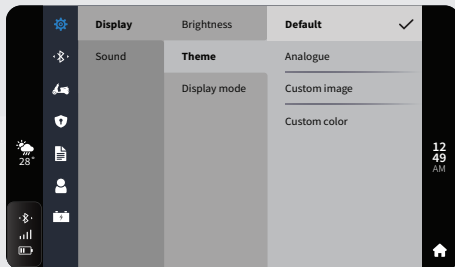 Display
Sound
Brightness
Theme
Display mode
Default
Analogue
Custom image
Custom color
28°
12
49
AM